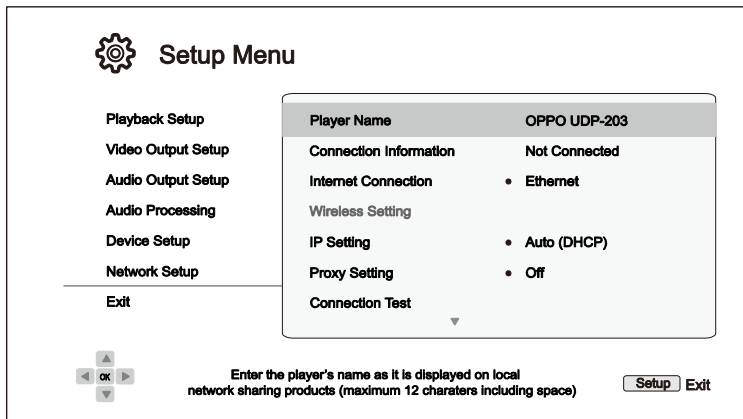 Setup Menu
Playback Setup
Video Output Setup
Audio Output Setup
Audio Processing
Device Setup
Network Setup
Exit
Player Name OPPO UDP-203
Connection Information Not Connected
Internet Connection • Ethernet
Wireless Setting
IP Setting • Auto (DHCP)
Proxy Setting • Off
Connection Test
OK
Enter the player's name as it is displayed on local
network sharing products (maximum 12 charaters including space)
Setup Exit